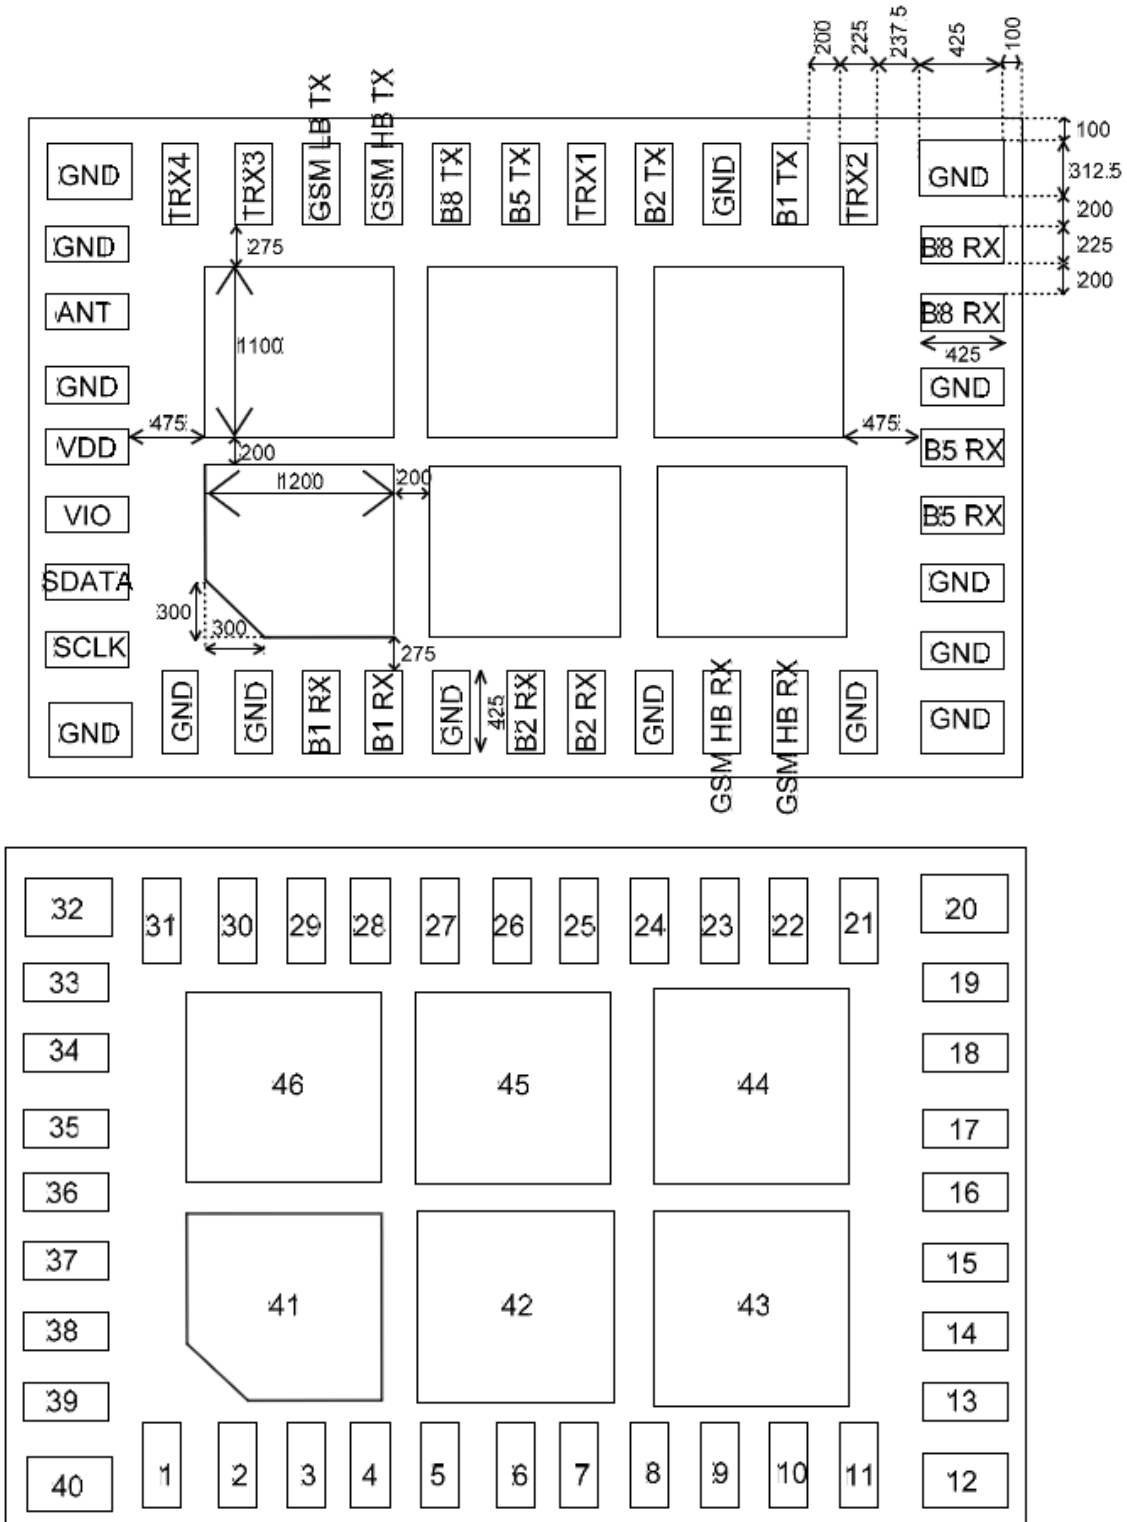 200 225 237.5 425 100
GSM LB TX GSM HB TX
100
GND TRX4 TRX3 B8 TX B5 TX TRX1 B2 TX GND B1 TX TRX2 GND 312.5
200
GND 275 B8 RX 225
200
ANT B8 RX
1100 425
GND GND
475 475
VDD 200 B5 RX
1200 200
VIO B5 RX
SDATA GND
300 300
SCLK 275 GND
GND GND GND B1 RX B1 RX GND 425 B2 RX B2 RX GND GSM HB RX GSM HB RX GND GND
32 31 30 29 28 27 26 25 24 23 22 21 20
33 19
34 18
46 45 44
35 17
36 16
37 15
41 42 43
38 14
39 13
40 1 2 3 4 5 6 7 8 9 10 11 12